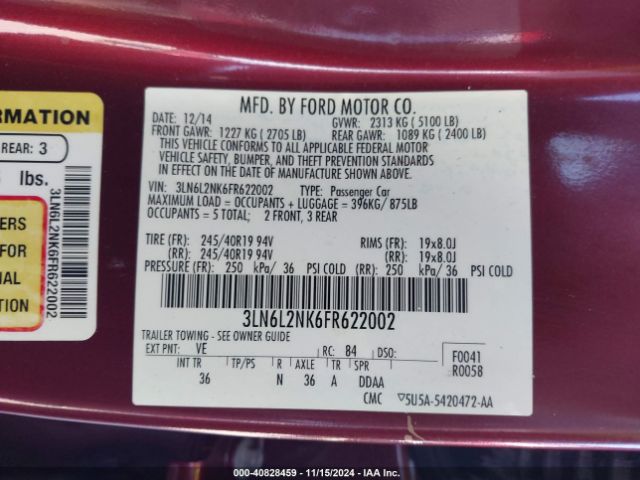 ORMATION
REAR: 3
lbs.
3LN6L2NK6FR622002
ERS
FOR
IAL
ATION
MFD. BY FORD MOTOR CO.
DATE: 12/14 GVWR: 2313 KG ( 5100 LB)
FRONT GAWR: 1227 KG ( 2705 LB) REAR GAWR: 1089 KG ( 2400 LB)
THIS VEHICLE CONFORMS TO ALL APPLICABLE FEDERAL MOTOR
VEHICLE SAFETY, BUMPER, AND THEFT PREVENTION STANDARDS IN
EFFECT ON THE DATE OF MANUFACTURE SHOWN ABOVE.
VIN: 3LN6L2NK6FR622002 TYPE: Passenger Car
MAXIMUM LOAD = OCCUPANTS + LUGGAGE = 396KG/ 875LB
OCCUPANTS = 5 TOTAL; 2 FRONT, 3 REAR
TIRE (FR): 245/40R19 94V RIMS (FR): 19x8.0J
(RR): 245/40R19 94V (RR): 19x8.0J
PRESSURE (FR): 250 kPa/ 36 PSI COLD (RR): 250 kPa/ 36 PSI COLD
3LN6L2NK6FR622002
TRAILER TOWING - SEE OWNER GUIDE
EXT PNT: VE RC: 84 DSO: F0041
INT TR TP/PS R AXLE TR SPR R0058
36 N 36 A DDAA
CMC 5U5A-5420472-AA
000-40828459 - 11/15/2024 - IAA Inc.